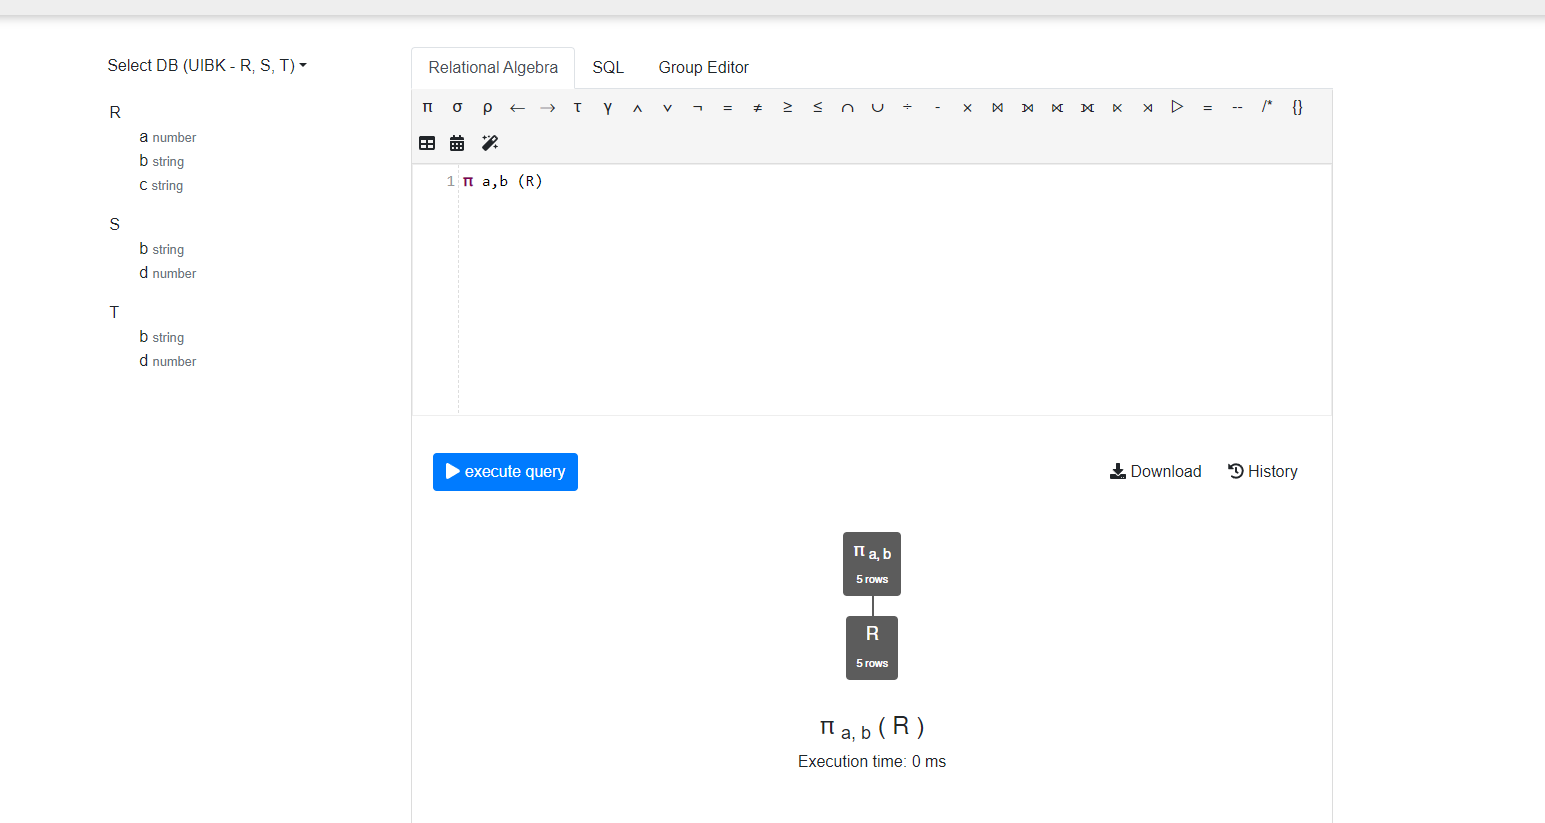 Select DB (UIBK - R, S, T)
R
a number
b string
c string
S
b string
d number
T
b string
d number
Relational Algebra SQL Group Editor
π σ ρ ← → τ γ ∧ ∨ ¬ = ≠ ≥ ≤ ∩ ∪ ÷ - ⨯ ⨝ ⟕ ⟖ ⟗ ⋉ ⋊ ▷ = -- /* {}
1 π a,b (R)
execute query
Download History
π a, b
5 rows
R
5 rows
π a, b ( R )
Execution time: 0 ms